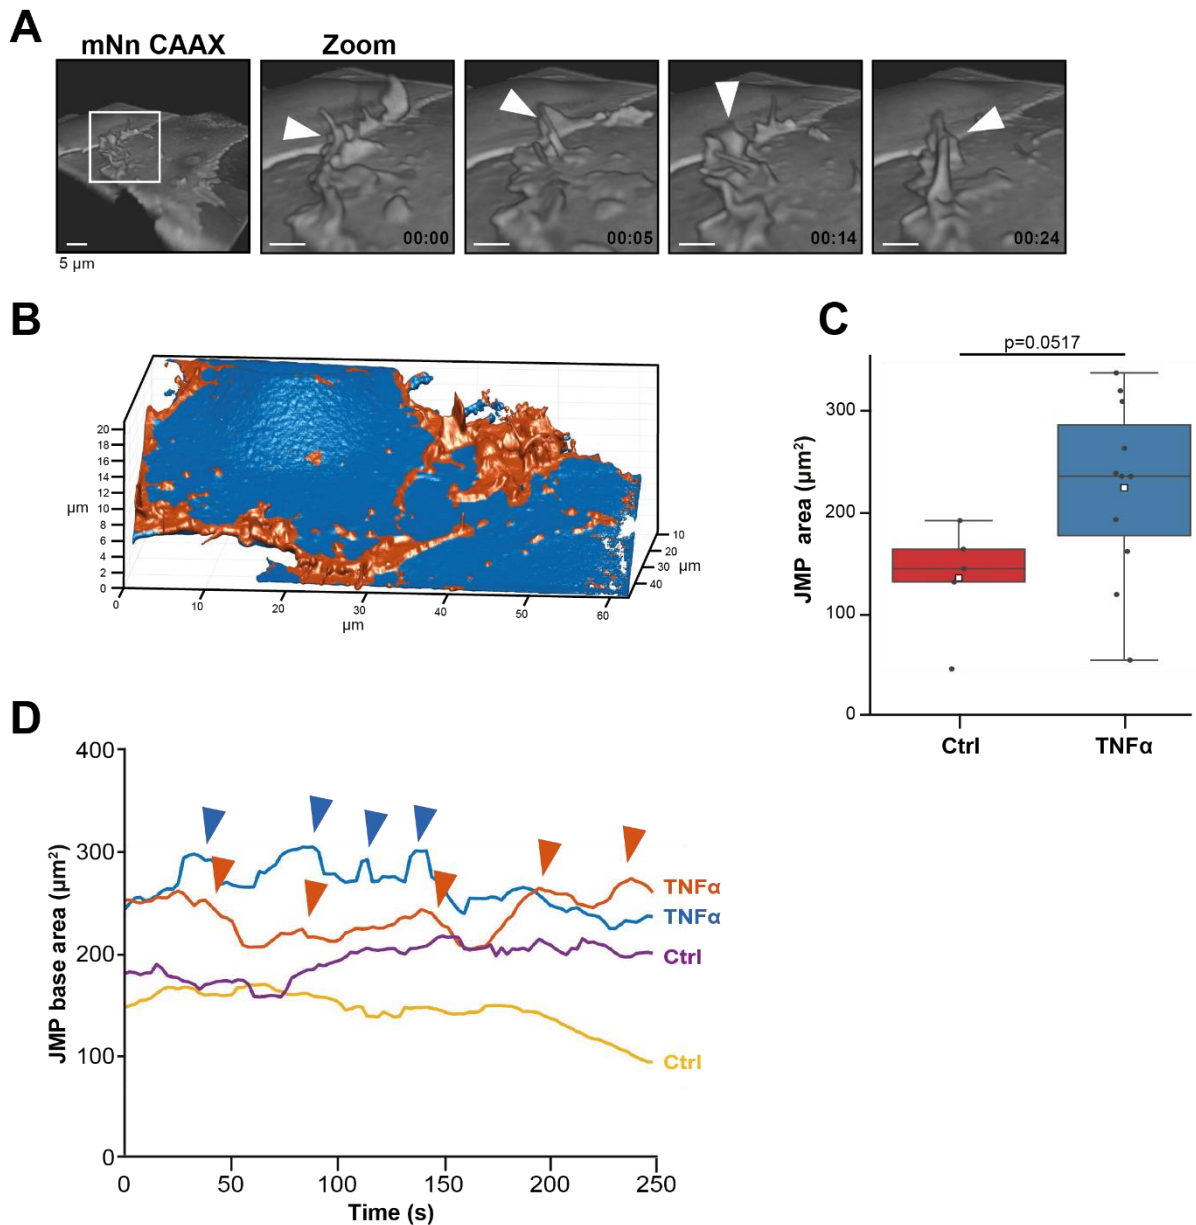 A
mNn CAAX
Zoom
00:00
00:05
00:14
00:24
5 µm
B
20
18
16
14
12
10
8
6
4
2
0
µm
0
10
20
30
40
50
60
µm
10
20
30
40
µm
C
p=0.0517
JMP area (µm²)
300
200
100
0
Ctrl
TNFα
D
JMP base area (µm²)
400
300
200
100
0
TNFα
TNFα
Ctrl
Ctrl
0
50
100
150
200
250
Time (s)